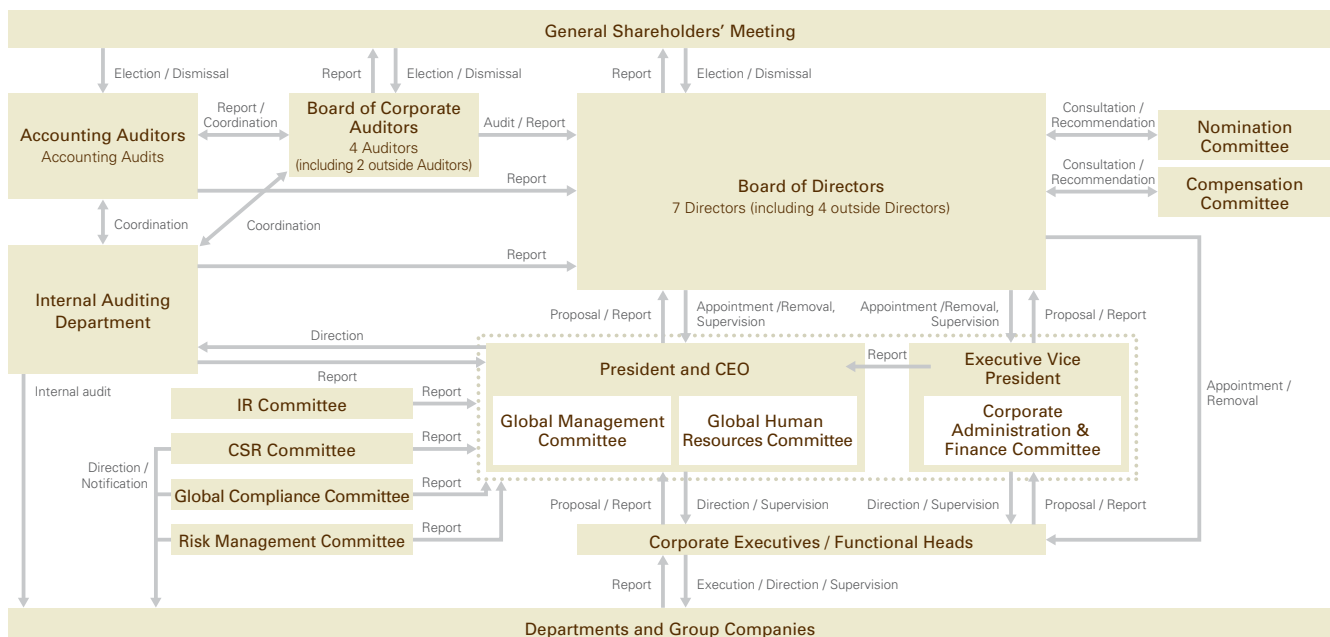 General Shareholders’ Meeting
Election / Dismissal
Report
Election / Dismissal
Report
Election / Dismissal
Accounting Auditors
Accounting Audits
Report /
Coordination
Board of Corporate
Auditors
4 Auditors
(including 2 outside Auditors)
Audit / Report
Board of Directors
7 Directors (including 4 outside Directors)
Consultation /
Recommendation
Nomination
Committee
Consultation /
Recommendation
Compensation
Committee
Report
Coordination
Coordination
Report
Internal Auditing
Department
Proposal / Report
Appointment /Removal,
Supervision
Appointment /Removal,
Supervision
Proposal / Report
Direction
Report
Internal audit
President and CEO
Report
Executive Vice
President
Appointment /
Removal
Global Management
Committee
Global Human
Resources Committee
Corporate
Administration &
Finance Committee
IR Committee
Report
CSR Committee
Report
Direction /
Notification
Global Compliance Committee
Report
Risk Management Committee
Report
Proposal / Report
Direction / Supervision
Direction / Supervision
Proposal / Report
Corporate Executives / Functional Heads
Report
Execution / Direction / Supervision
Departments and Group Companies